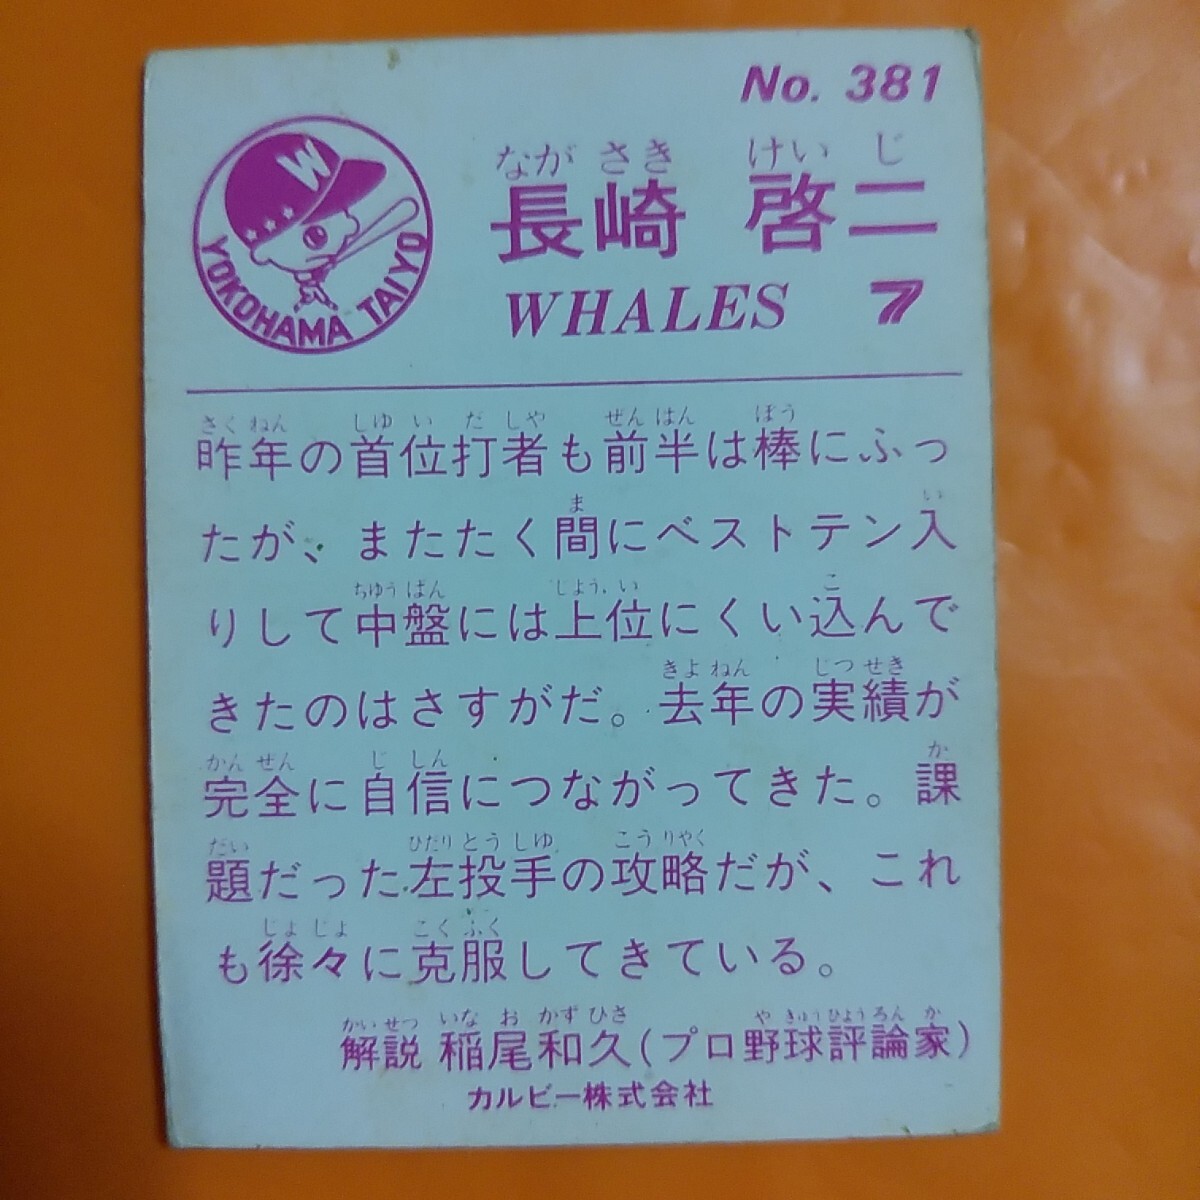 No. 381
W
YOKOHAMA TAIYO
なが さき けい じ
長崎 啓二
WHALES 7
さくねん しゆ い だ しや ぜん はん ぼう
昨年の首位打者も前半は棒にふっ
ま い
たが、またたく間にベストテン入
ちゆうばん じよう い こ
りして中盤には上位にくい込んで
きよ ねん じつ せき
きたのはさすがだ。去年の実績が
かん ぜん じ しん か
完全に自信につながってきた。課
だい ひだり とう しゆ こう りやく
題だった左投手の攻略だが、これ
じょ じょ こく ふく
も徐々に克服してきている。
かい せつ いな お かず ひさ や きゅう ひょう ろん か
解説 稲尾和久(プロ野球評論家)
カルビー株式会社